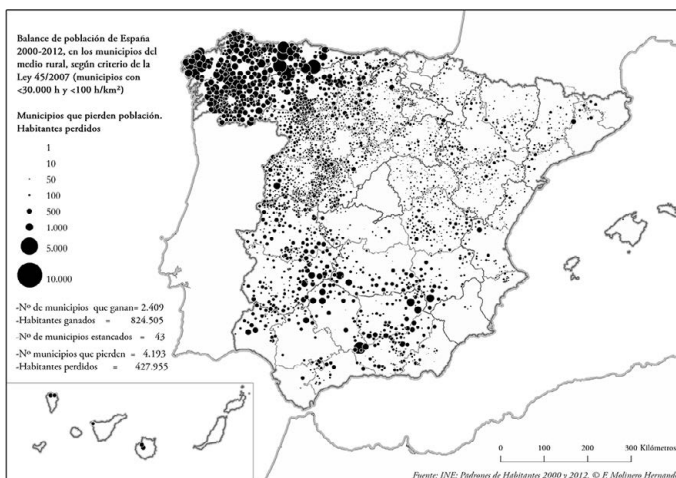 Balance de población de España
2000-2012, en los municipios del
medio rural, según criterio de la
Ley 45/2007 (municipios con
<30.000 h y <100 h/km²)
Municipios que pierden población.
Habitantes perdidos
1
10
50
100
500
1.000
5.000
10.000
-Nº de municipios que ganan= 2.409
-Habitantes ganados = 824.505
-Nº de municipios estancados = 43
-Nº municipios que pierden = 4.193
-Habitantes perdidos = 427.955
0 100 200 300 Kilómetros
Fuente: INE: Padrones de Habitantes 2000 y 2012. © F. Molinero Hernando